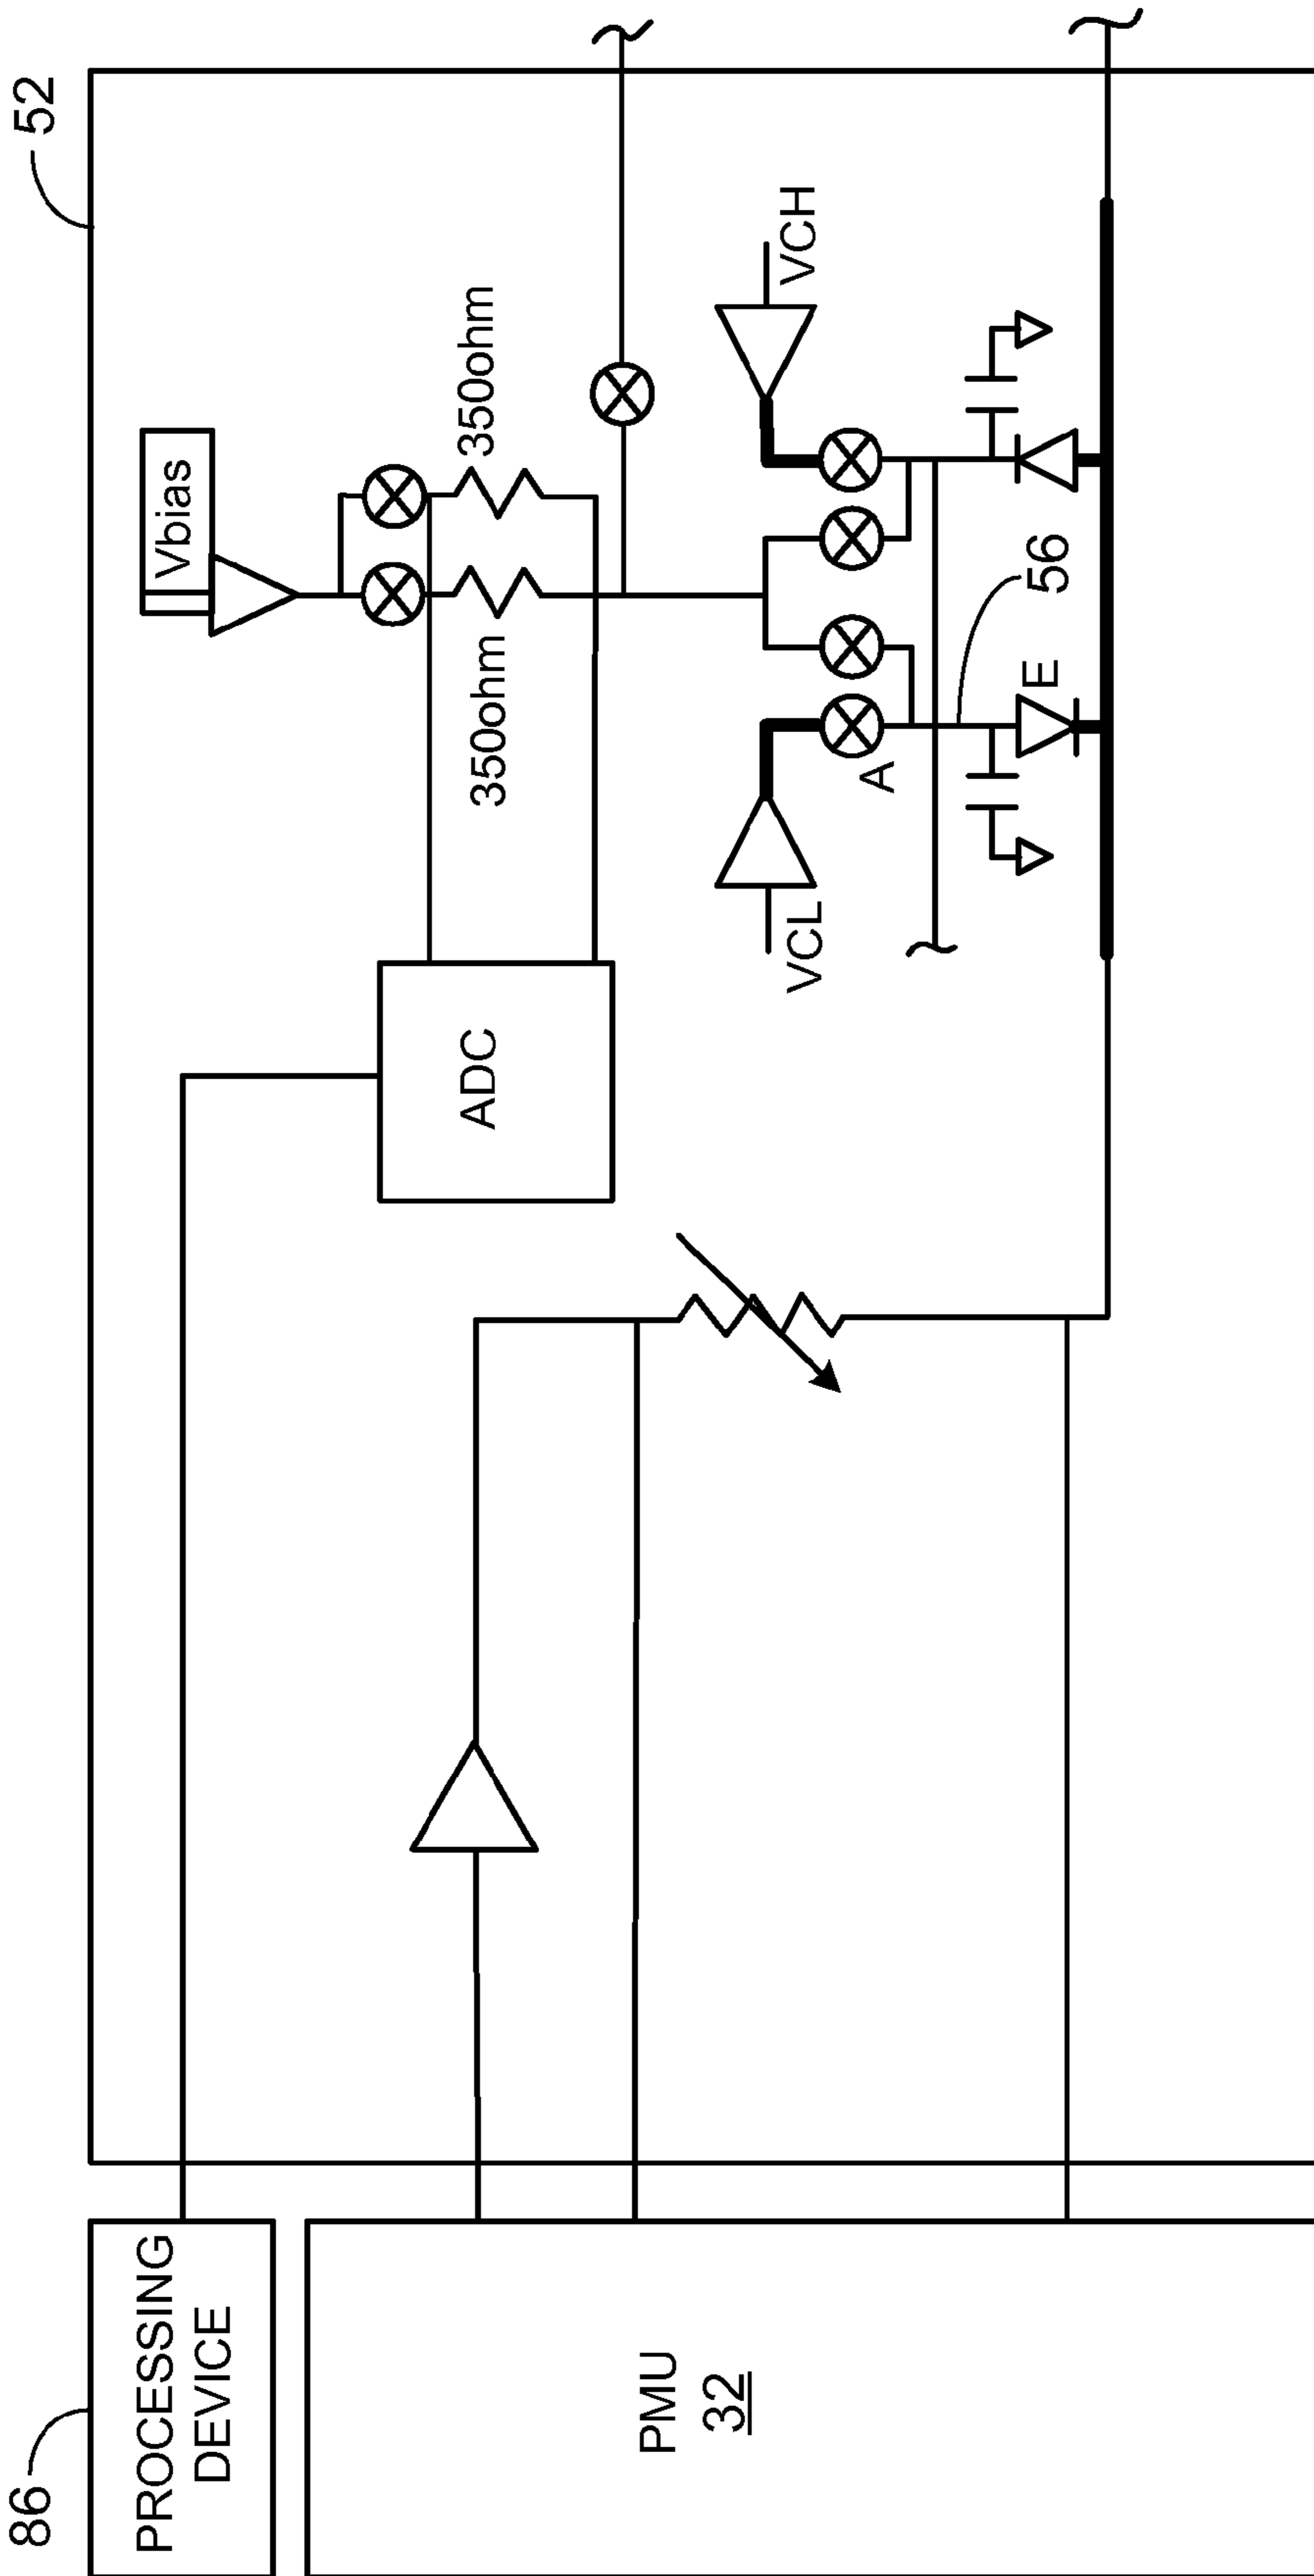 86
PROCESSING
DEVICE
PMU
32
52
Vbias
350ohm
350ohm
ADC
VCL
VCH
A
E
56